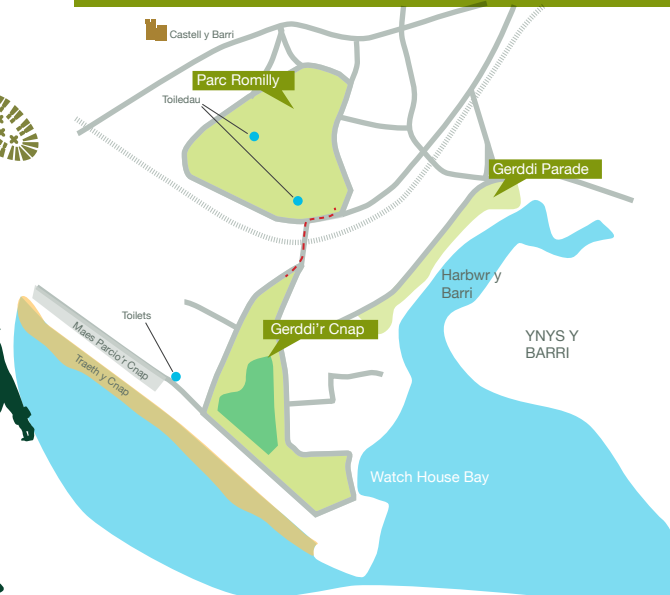 Castell y Barri
Parc Romilly
Toiledau
Gerddi Parade
Harbwr y
Barri
Toilets
Gerddi'r Cnap
Maes Parcio'r Cnap
Traeth y Cnap
YNYS Y
BARRI
Watch House Bay